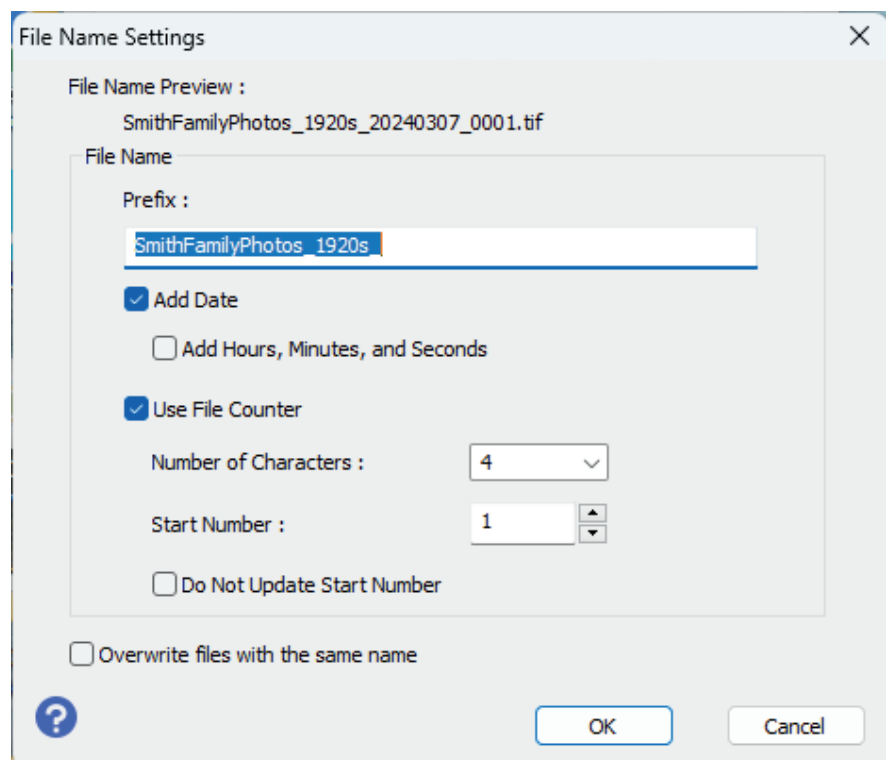 File Name Settings
File Name Preview :
SmithFamilyPhotos_1920s_20240307_0001.tif
File Name
Prefix :
SmithFamilyPhotos_1920s_
Add Date
Add Hours, Minutes, and Seconds
Use File Counter
Number of Characters : 4
Start Number : 1
Do Not Update Start Number
Overwrite files with the same name
? OK Cancel